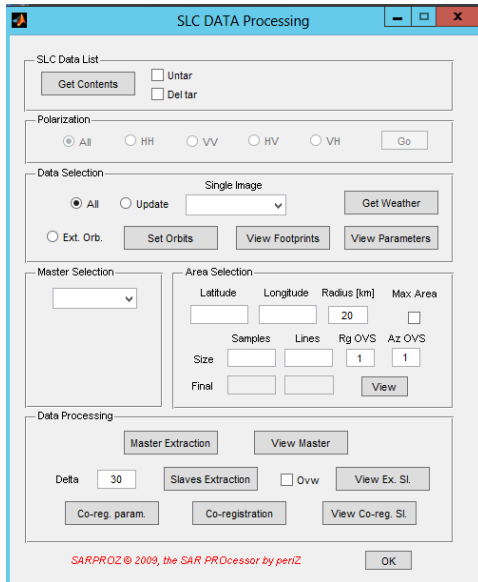 SLC DATA Processing
SLC Data List
Get Contents
Untar
Del tar
Polarization
All HH VV HV VH Go
Data Selection
Single Image
All Update Get Weather
Ext. Orb. Set Orbits View Footprints View Parameters
Master Selection
Area Selection
Latitude Longitude Radius [km] Max Area
20
Samples Lines Rg OVS Az OVS
Size 1 1
Final View
Data Processing
Master Extraction View Master
Delta 30 Slaves Extraction Ovw View Ex. Sl.
Co-reg. param. Co-registration View Co-reg. Sl.
SARPROZ © 2009, the SAR PROcessor by periZ OK